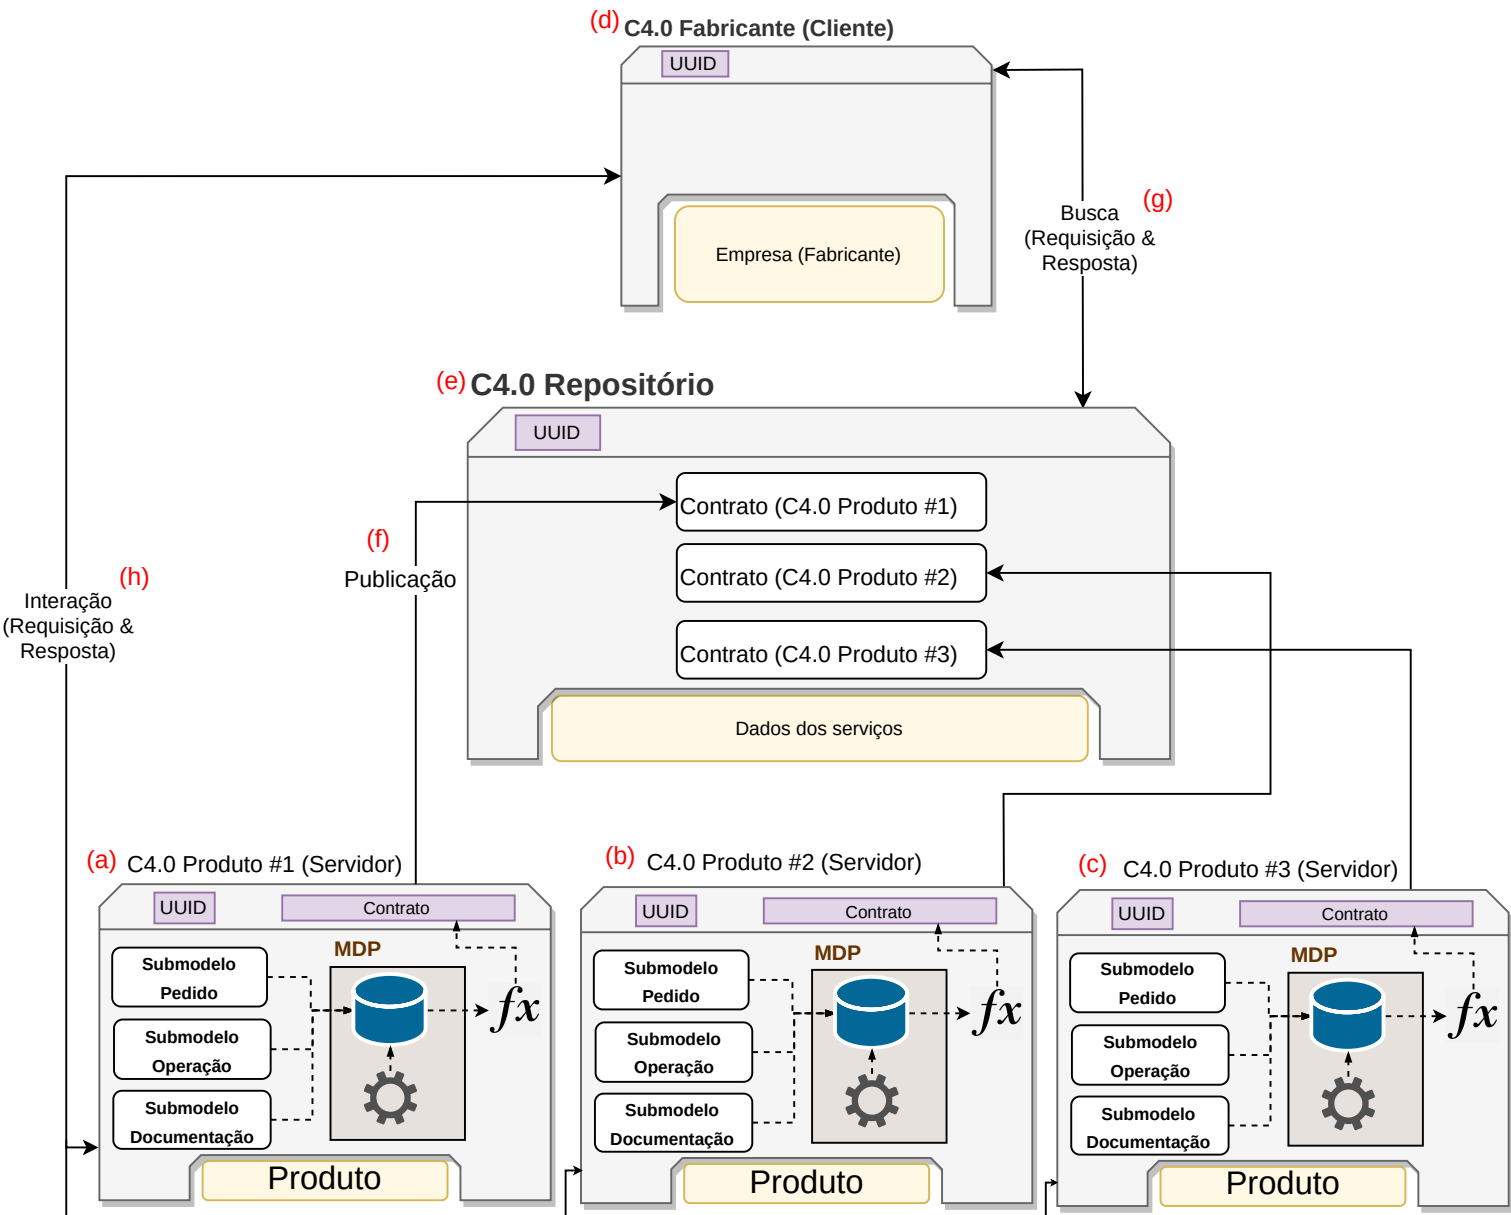 (d) C4.0 Fabricante (Cliente)
UUID
Empresa (Fabricante)
(g)
Busca
(Requisição &
Resposta)
(e) C4.0 Repositório
UUID
Contrato (C4.0 Produto #1)
Contrato (C4.0 Produto #2)
Contrato (C4.0 Produto #3)
Dados dos serviços
(f)
Publicação
(h)
Interação
(Requisição &
Resposta)
(a) C4.0 Produto #1 (Servidor)
UUID
Contrato
MDP
Submodelo
Pedido
Submodelo
Operação
Submodelo
Documentação
fx
Produto
(b) C4.0 Produto #2 (Servidor)
UUID
Contrato
MDP
Submodelo
Pedido
Submodelo
Operação
Submodelo
Documentação
fx
Produto
(c) C4.0 Produto #3 (Servidor)
UUID
Contrato
MDP
Submodelo
Pedido
Submodelo
Operação
Submodelo
Documentação
fx
Produto